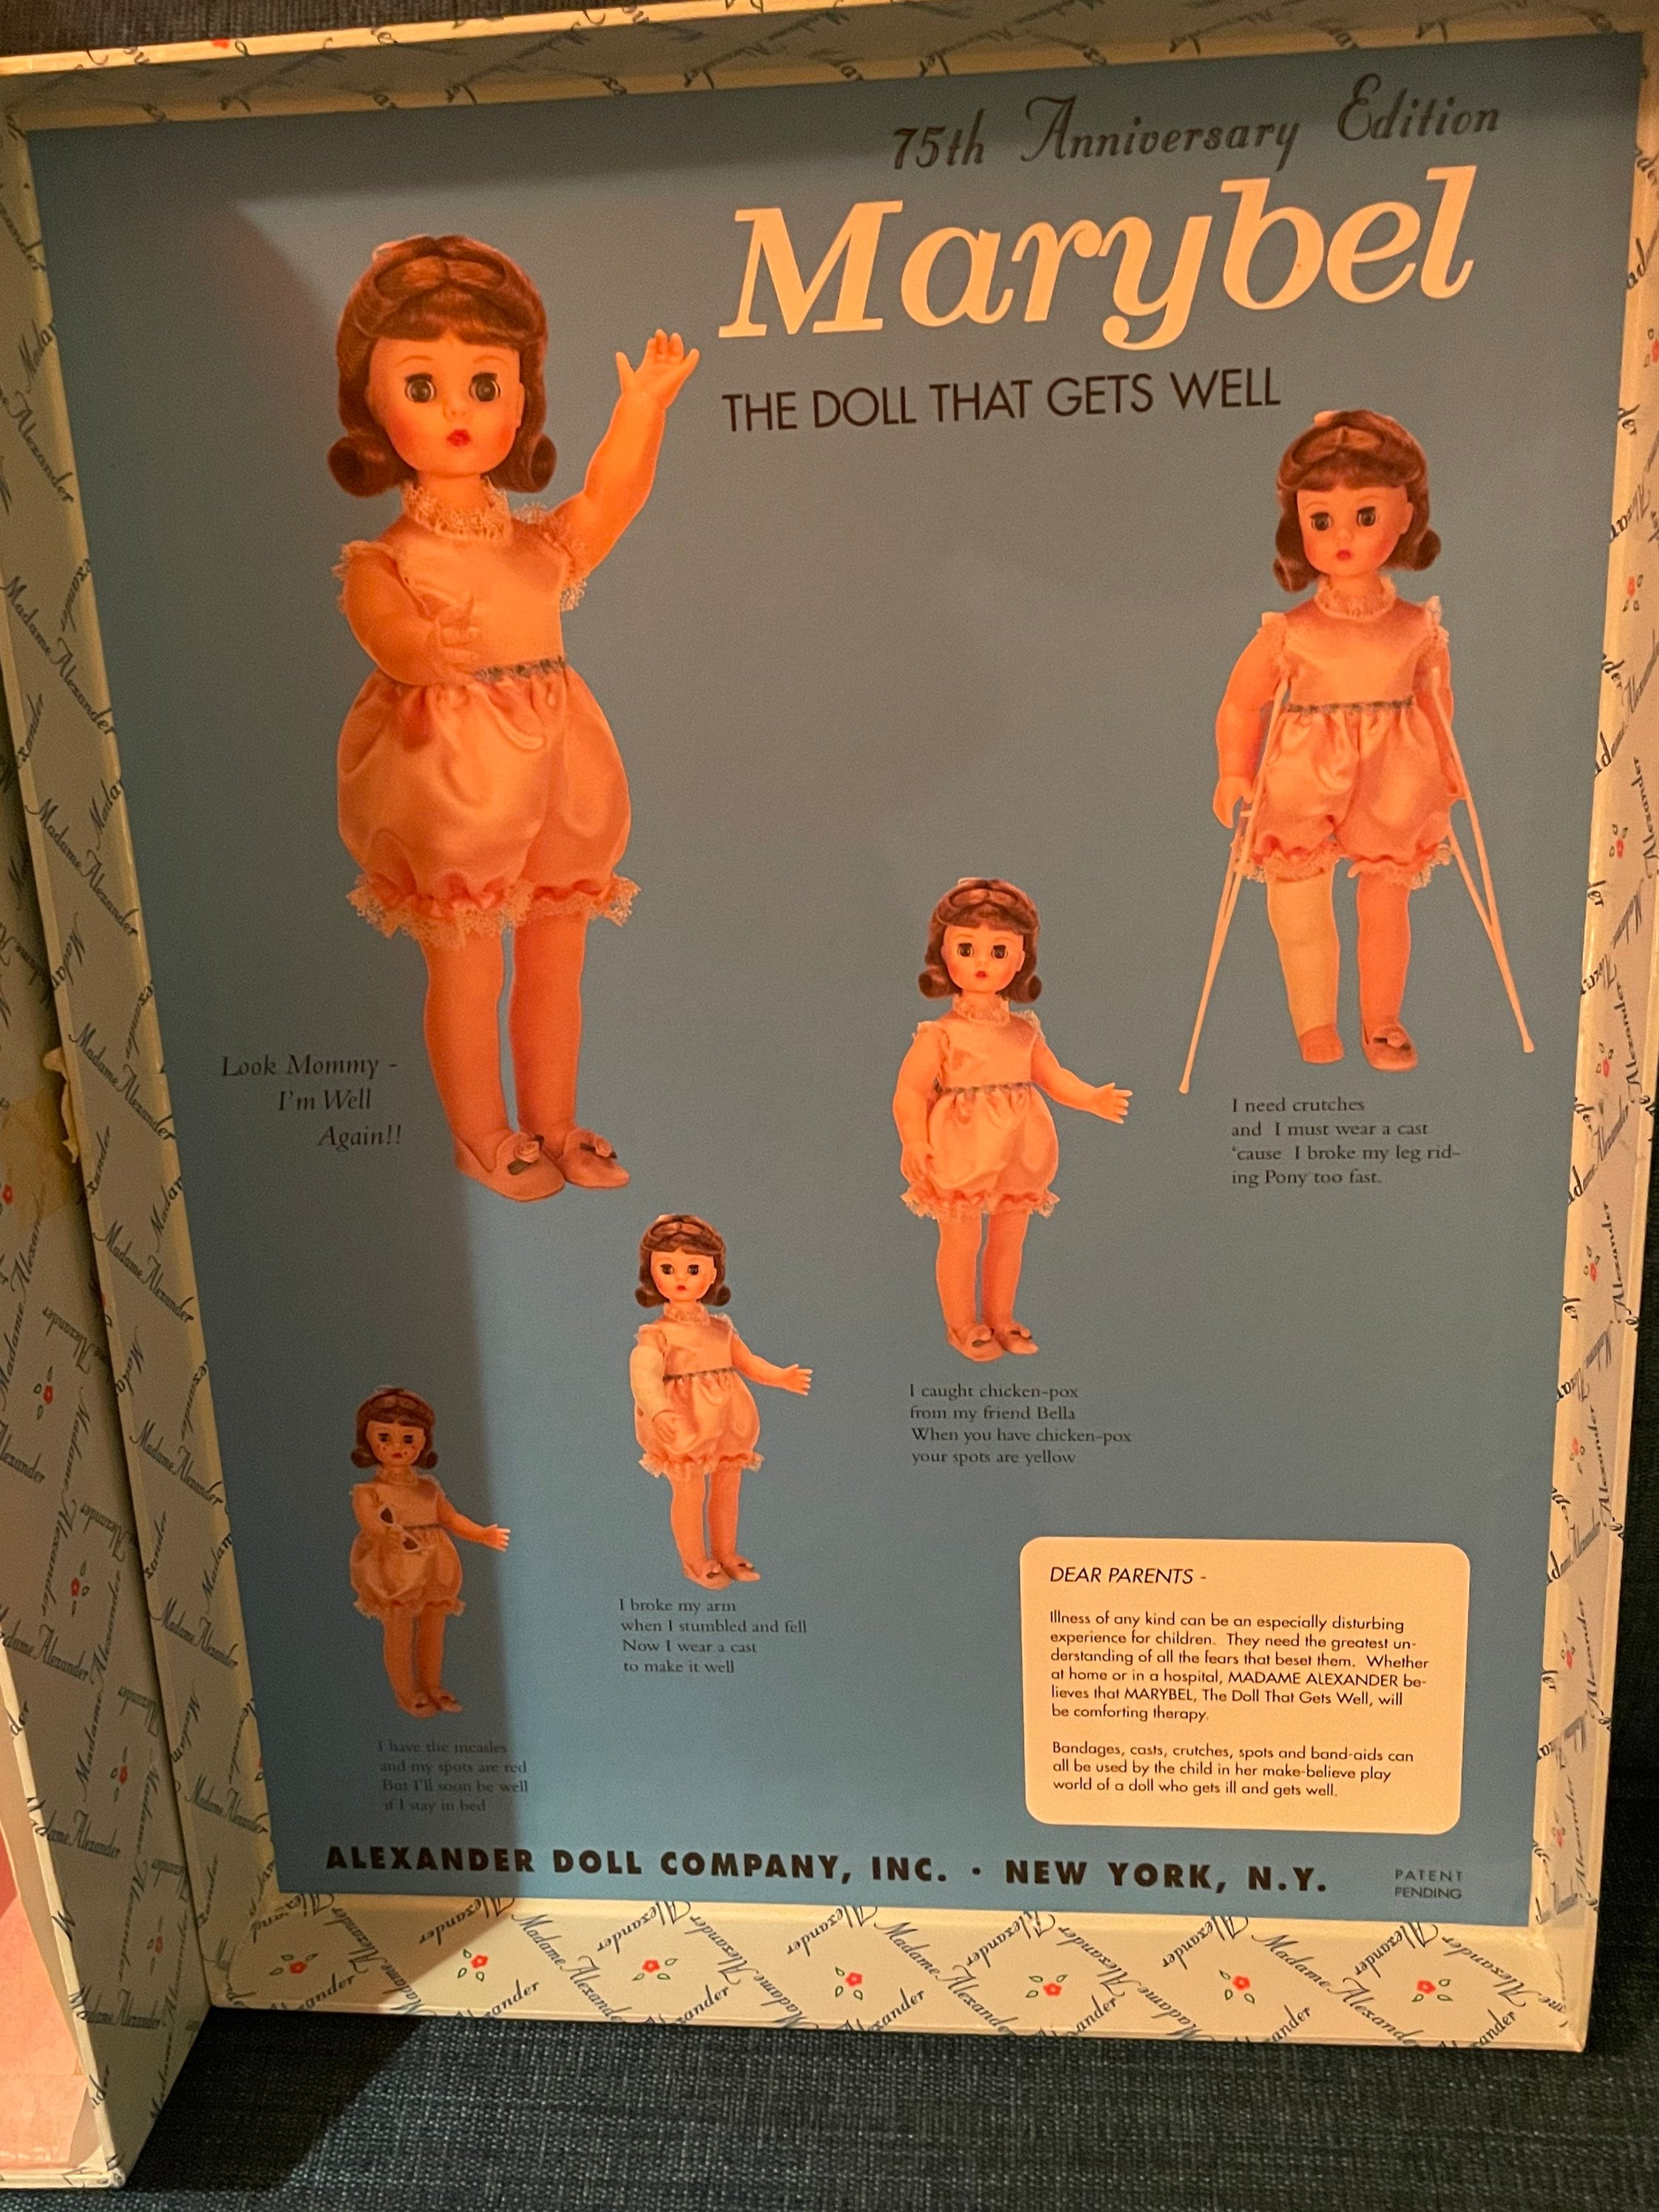 75th Anniversary Edition
Marybel
THE DOLL THAT GETS WELL
Look Mommy -
I'm Well
Again!!
I need crutches
and I must wear a cast
'cause I broke my leg rid-
ing Pony too fast.
I caught chicken-pox
from my friend Bella
When you have chicken-pox
your spots are yellow
I broke my arm
when I stumbled and fell
Now I wear a cast
to make it well
I have the measles
and my spots are red
But I'll soon be well
if I stay in bed
DEAR PARENTS -
Illness of any kind can be an especially disturbing
experience for children. They need the greatest un-
derstanding of all the fears that beset them. Whether
at home or in a hospital, MADAME ALEXANDER be-
lieves that MARYBEL, The Doll That Gets Well, will
be comforting therapy.
Bandages, casts, crutches, spots and band-aids can
all be used by the child in her make-believe play
world of a doll who gets ill and gets well.
ALEXANDER DOLL COMPANY, INC. • NEW YORK, N.Y.
PATENT
PENDING
Madame Alexander